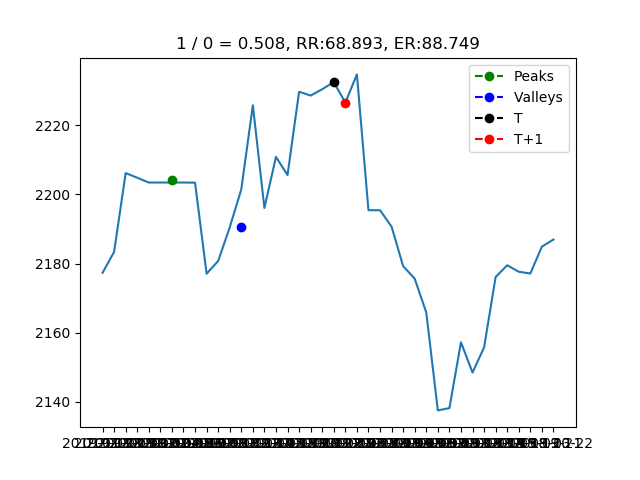 1 / 0 = 0.508, RR:68.893, ER:88.749
Peaks
Valleys
T
T+1
2220
2200
2180
2160
2140